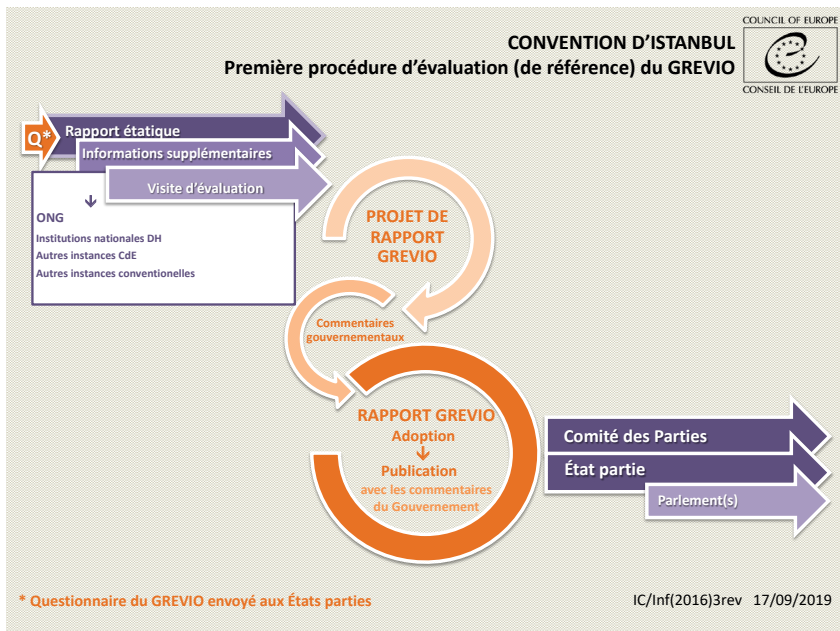 COUNCIL OF EUROPE
CONSEIL DE L'EUROPE
CONVENTION D'ISTANBUL
Première procédure d'évaluation (de référence) du GREVIO
Q*
Rapport étatique
Informations supplémentaires
Visite d'évaluation
↓
ONG
Institutions nationales DH
Autres instances CdE
Autres instances conventionelles
PROJET DE
RAPPORT
GREVIO
Commentaires
gouvernementaux
RAPPORT GREVIO
Adoption
↓
Publication
avec les commentaires
du Gouvernement
Comité des Parties
État partie
Parlement(s)
* Questionnaire du GREVIO envoyé aux États parties
IC/Inf(2016)3rev 17/09/2019